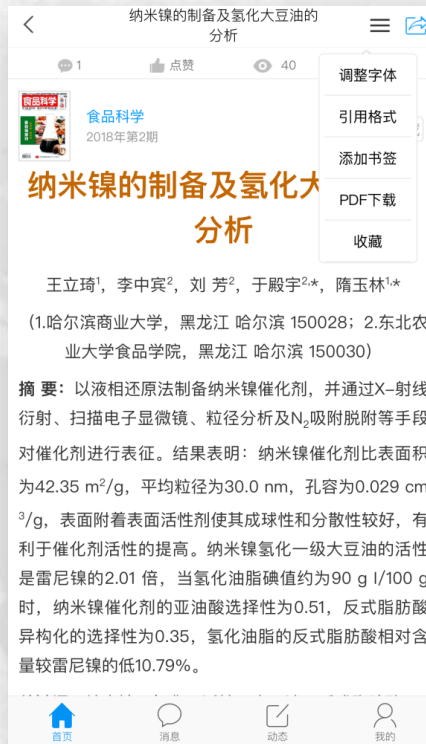 纳米镍的制备及氢化大豆油的
分析
1
点赞
40
调整字体
引用格式
添加书签
PDF下载
收藏
食品科学
食品科学
2018年第2期
纳米镍的制备及氢化大
分析
王立琦¹，李中宾²，刘 芳²，于殿宇²,*，隋玉林¹,*
（1.哈尔滨商业大学，黑龙江 哈尔滨 150028；2.东北农
业大学食品学院，黑龙江 哈尔滨 150030）
摘 要：以液相还原法制备纳米镍催化剂，并通过X–射线
衍射、扫描电子显微镜、粒径分析及N₂吸附脱附等手段
对催化剂进行表征。结果表明：纳米镍催化剂比表面积
为42.35 m²/g，平均粒径为30.0 nm，孔容为0.029 cm
³/g，表面附着表面活性剂使其成球性和分散性较好，有
利于催化剂活性的提高。纳米镍氢化一级大豆油的活性
是雷尼镍的2.01 倍，当氢化油脂碘值约为90 g I/100 g
时，纳米镍催化剂的亚油酸选择性为0.51，反式脂肪酸
异构化的选择性为0.35，氢化油脂的反式脂肪酸相对含
量较雷尼镍的低10.79%。
首页
消息
动态
我的